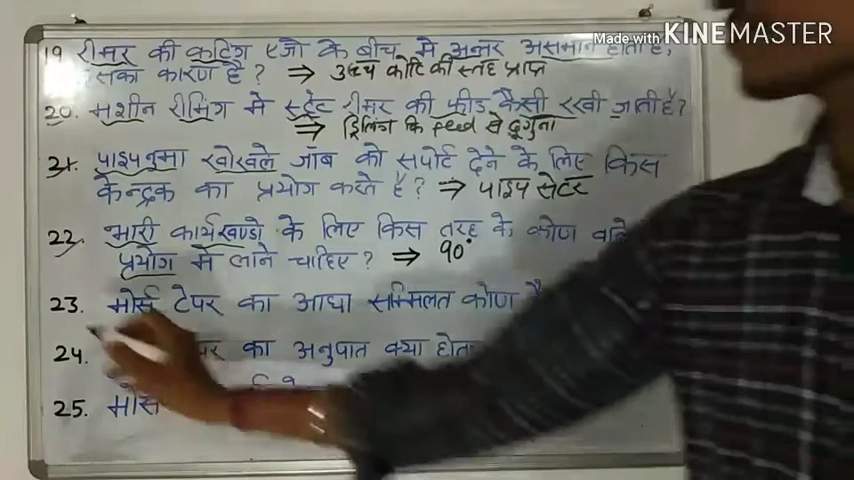 Made with KINEMASTER
19 रीमर की कटिंग एजो के बीच मे अन्तर असमान होता है,
सका कारण है ? ⇒ उच्च कोटि की स्तह प्राप्त
20. मशीन रीमिंग मे स्ट्रेट रीमर की फीड कैसी रखी जाती है?
⇒ ड्रिलिंग कि feed से दूगुना
21. पाइपनुमा खोखले जॉब को सपोर्ट देने के लिए किस
केन्द्रक का प्रयोग करते है? ⇒ पाइप सेंटर
22. भारी कार्यखण्डो के लिए किस तरह के कोण वाले
प्रयोग मे लाने चाहिए ? ⇒ 90°
23. मोर्स टेपर का आधा सम्मिलत कोण
24. पर का अनुपात क्या होता
25. मोर्स